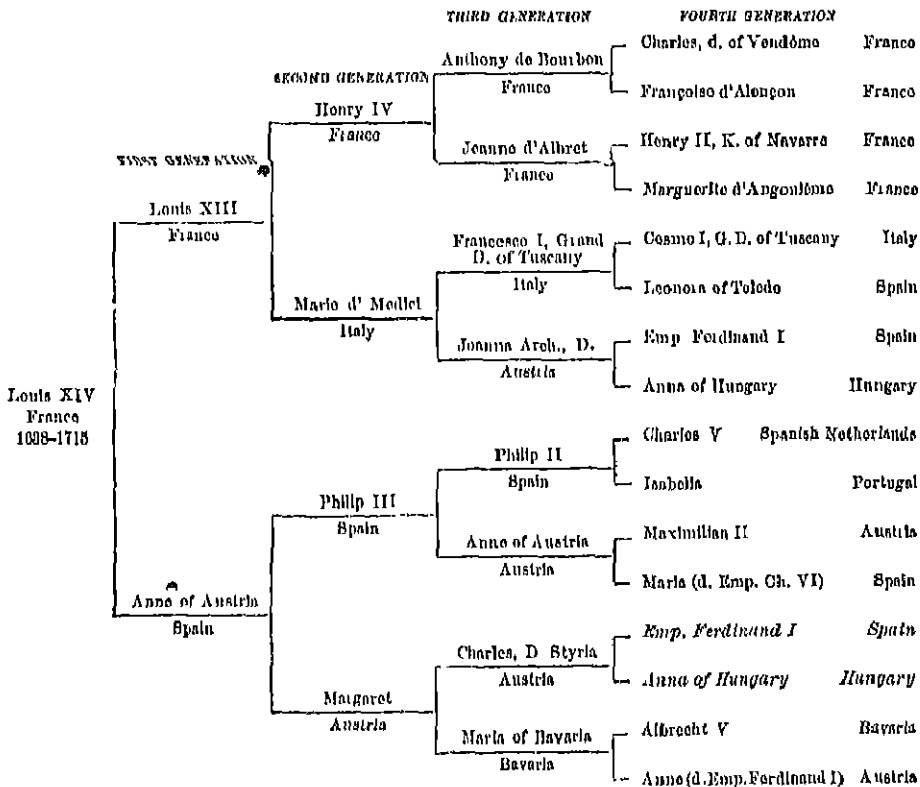 THIRD GENERATION FOURTH GENERATION
Charles, d. of Vendôme France
Anthony de Bourbon
SECOND GENERATION France
Françoise d'Alençon France
Henry IV
France
Henry II, K. of Navarre France
Jeanne d'Albret
FIRST GENERATION France
Marguerite d'Angoulême France
Louis XIII
France
Francesco I, Grand
D. of Tuscany
Cosmo I, G. D. of Tuscany Italy
Italy
Leonora of Toledo Spain
Marie d' Medici
Italy
Emp Ferdinand I Spain
Joanna Arch., D.
Austria
Anna of Hungary Hungary
Louis XIV
France
1638–1715
Charles V Spanish Netherlands
Philip II
Spain
Isabella Portugal
Philip III
Spain
Maximilian II Austria
Anna of Austria
Austria
Maria (d. Emp. Ch. VI) Spain
Anne of Austria
Spain
Emp. Ferdinand I Spain
Charles, D Styria
Austria
Anna of Hungary Hungary
Margaret
Austria
Albrecht V Bavaria
Maria of Bavaria
Bavaria
Anne (d. Emp. Ferdinand I) Austria